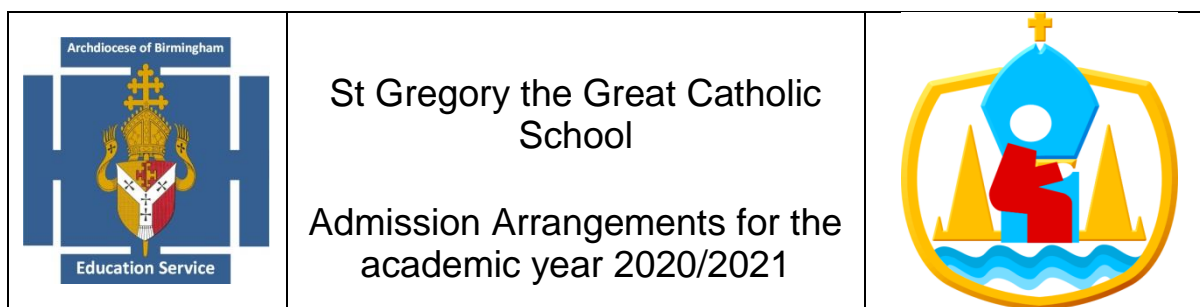 Archdiocese of Birmingham
Education Service
St Gregory the Great Catholic
School
Admission Arrangements for the
academic year 2020/2021